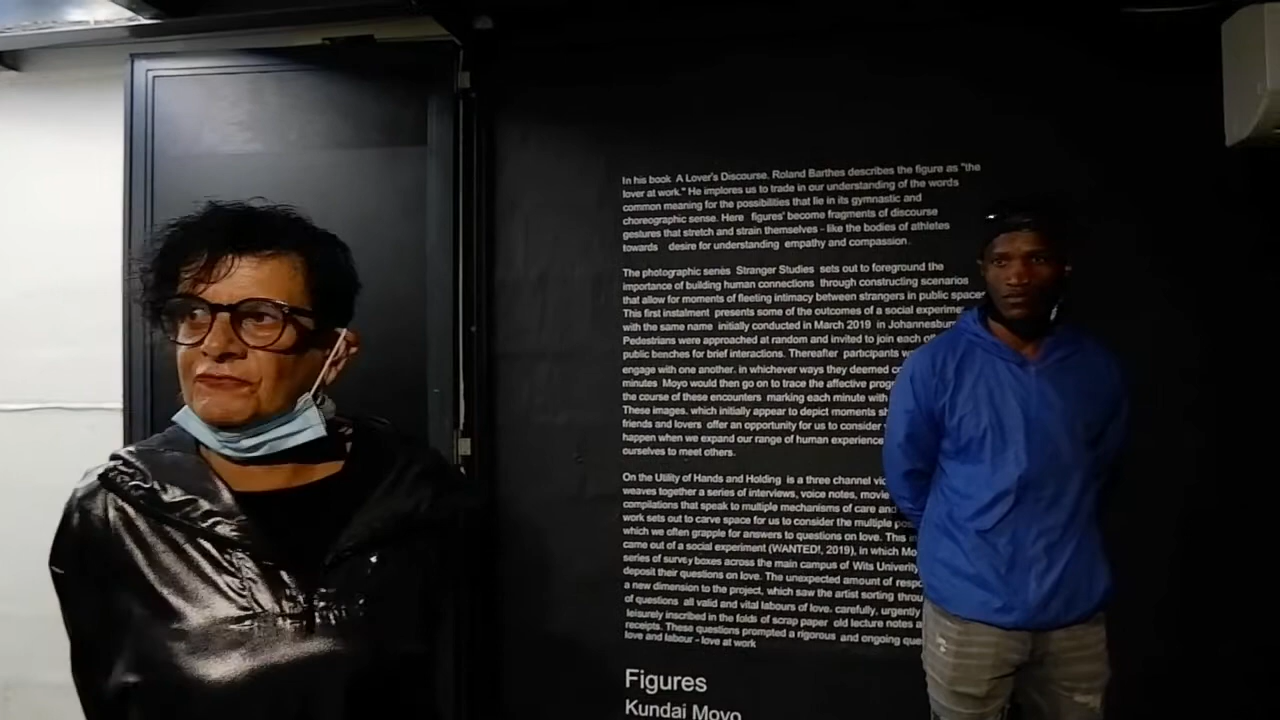 In his book A Lover's Discourse. Roland Barthes describes the figure as "the
lover at work." He implores us to trade in our understanding of the words
common meaning for the possibilities that lie in its gymnastic and
choreographic sense. Here figures' become fragments of discourse
gestures that stretch and strain themselves - like the bodies of athletes
towards desire for understanding empathy and compassion.
The photographic series Stranger Studies sets out to foreground the
importance of building human connections through constructing scenarios
that allow for moments of fleeting intimacy between strangers in public spaces
This first instalment presents some of the outcomes of a social experime
with the same name initially conducted in March 2019 in Johannesbur
Pedestrians were approached at random and invited to join each
public benches for brief interactions. Thereafter participants
engage with one another. in whichever ways they deemed
minutes Moyo would then go on to trace the affective prog
the course of these encounters marking each minute with
These images. which initially appear to depict moments sh
friends and lovers offer an opportunity for us to consider
happen when we expand our range of human experience
ourselves to meet others.
On the Utility of Hands and Holding is a three channel vid
weaves together a series of interviews, voice notes, movie
compilations that speak to multiple mechanisms of care and
work sets out to carve space for us to consider the multiple pos
which we often grapple for answers to questions on love. This
came out of a social experiment (WANTED!, 2019), in which Mo
series of survey boxes across the main campus of Wits Univerity
deposit their questions on love. The unexpected amount of respo
a new dimension to the project, which saw the artist sorting throu
of questions all valid and vital labours of love. carefully, urgently
leisurely inscribed in the folds of scrap paper old lecture notes a
receipts. These questions prompted a rigorous and ongoing que
love and labour - love at work
Figures
Kundai Moyo